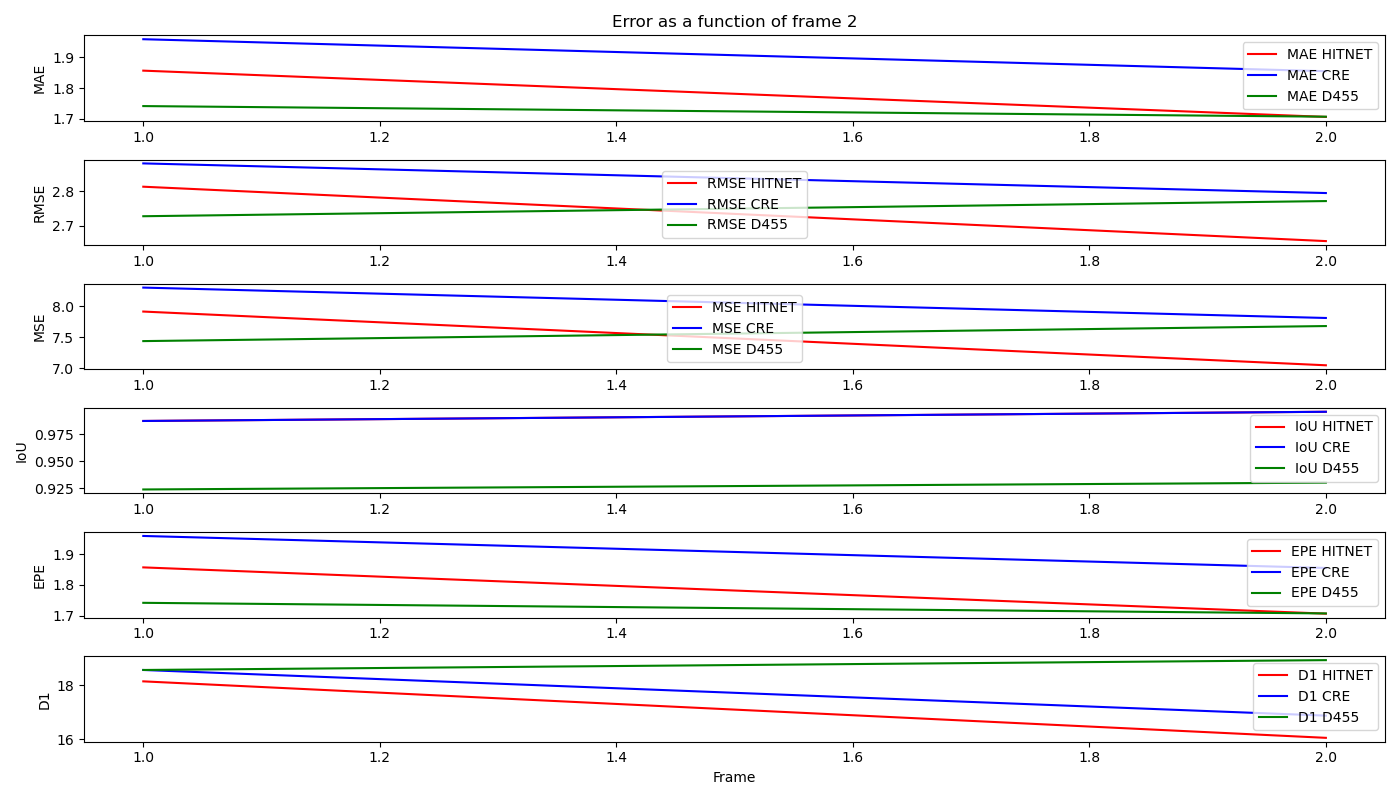 Error as a function of frame 2
MAE
1.9
1.8
1.7
MAE HITNET
MAE CRE
MAE D455
1.0 1.2 1.4 1.6 1.8 2.0
RMSE
2.8
2.7
RMSE HITNET
RMSE CRE
RMSE D455
1.0 1.2 1.4 1.6 1.8 2.0
MSE
8.0
7.5
7.0
MSE HITNET
MSE CRE
MSE D455
1.0 1.2 1.4 1.6 1.8 2.0
IoU
0.975
0.950
0.925
IoU HITNET
IoU CRE
IoU D455
1.0 1.2 1.4 1.6 1.8 2.0
EPE
1.9
1.8
1.7
EPE HITNET
EPE CRE
EPE D455
1.0 1.2 1.4 1.6 1.8 2.0
D1
18
16
D1 HITNET
D1 CRE
D1 D455
1.0 1.2 1.4 1.6 1.8 2.0
Frame